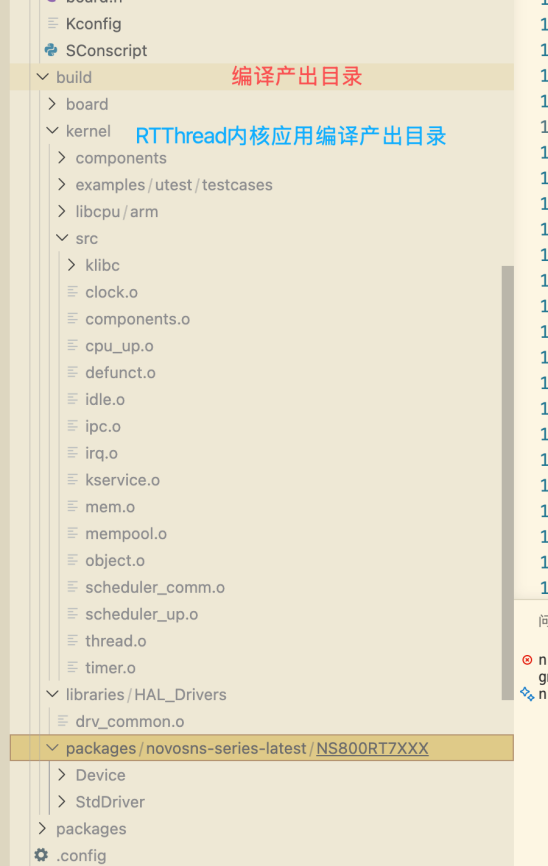 Kconfig
SConscript
build
编译产出目录
board
kernel
RTThread内核应用编译产出目录
components
examples/utest/testcases
libcpu/arm
src
klibc
clock.o
components.o
cpu_up.o
defunct.o
idle.o
ipc.o
irq.o
kservice.o
mem.o
mempool.o
object.o
scheduler_comm.o
scheduler_up.o
thread.o
timer.o
libraries/HAL_Drivers
drv_common.o
packages/novosns-series-latest/NS800RT7XXX
Device
StdDriver
packages
.config